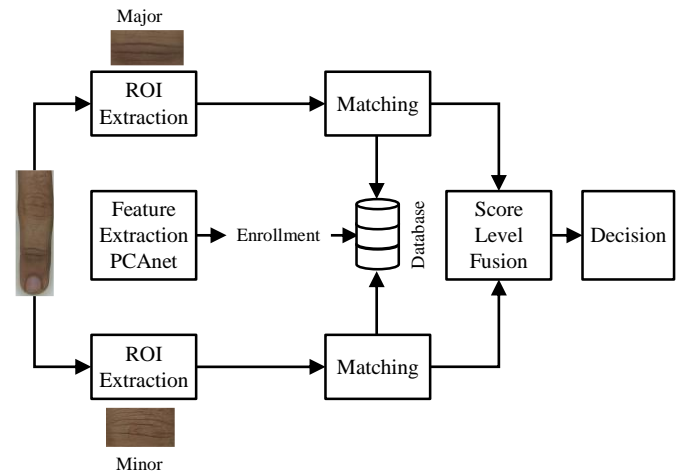 Major
ROI
Extraction
Matching
Feature
Extraction
PCAnet
Enrollment
Database
Score
Level
Fusion
Decision
ROI
Extraction
Matching
Minor